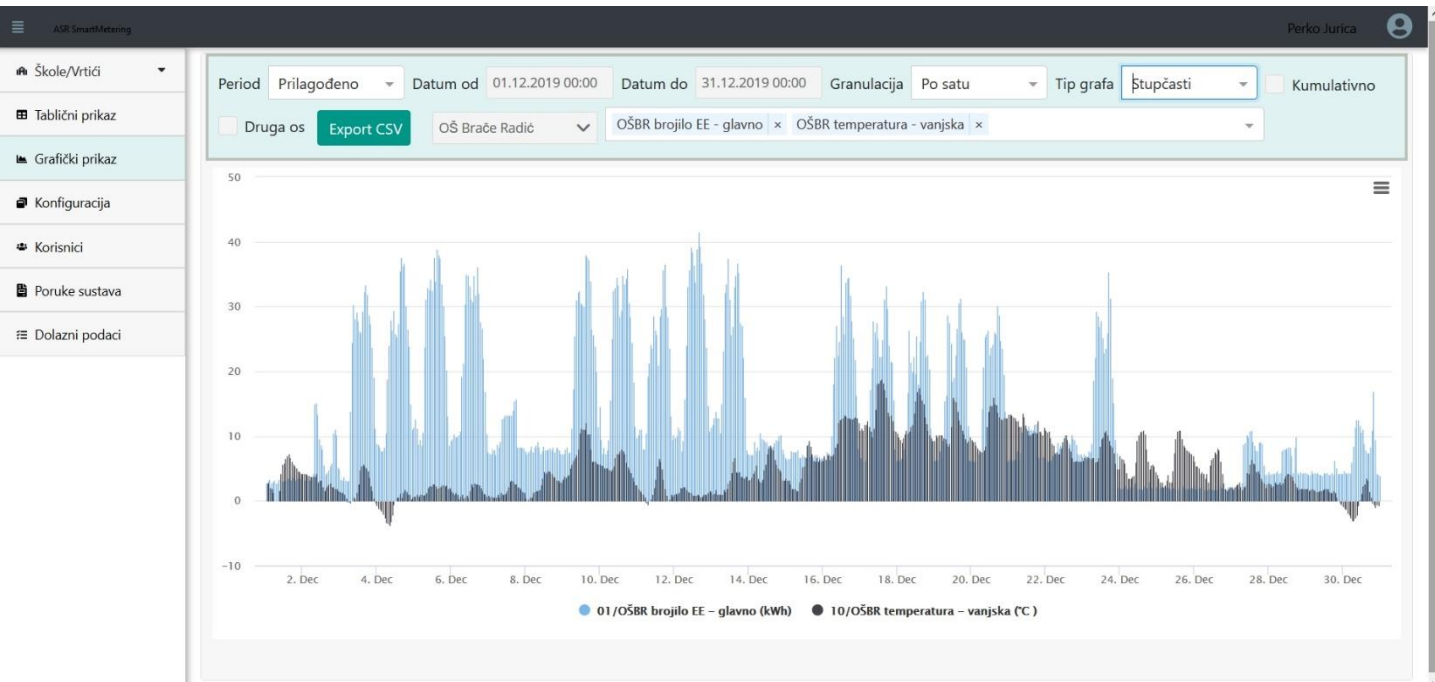 ASR SmartMetering
Perko Jurica
Škole/Vrtići
Tablični prikaz
Grafički prikaz
Konfiguracija
Korisnici
Poruke sustava
Dolazni podaci
Period Prilagođeno Datum od 01.12.2019 00:00 Datum do 31.12.2019 00:00 Granulacija Po satu Tip grafa Stupčasti Kumulativno
Druga os Export CSV OŠ Brače Radić OŠBR brojilo EE - glavno × OŠBR temperatura - vanjska ×
50
40
30
20
10
0
-10
2. Dec 4. Dec 6. Dec 8. Dec 10. Dec 12. Dec 14. Dec 16. Dec 18. Dec 20. Dec 22. Dec 24. Dec 26. Dec 28. Dec 30. Dec
01/OŠBR brojilo EE - glavno (kWh) 10/OŠBR temperatura - vanjska (°C )